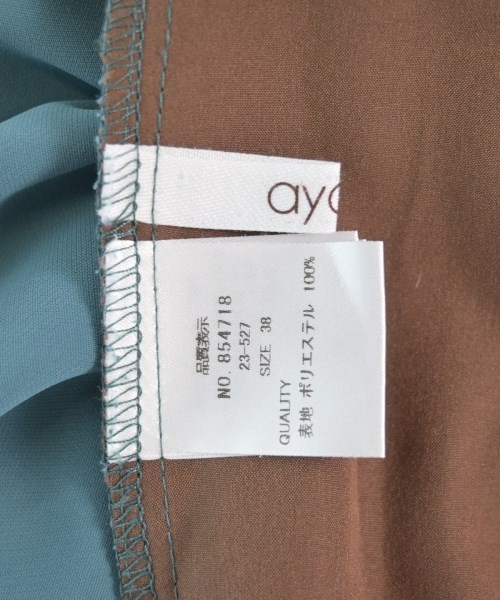 ay
品質表示
NO. 854718
23-527
SIZE 38
QUALITY
表地 ポリエステル 100%